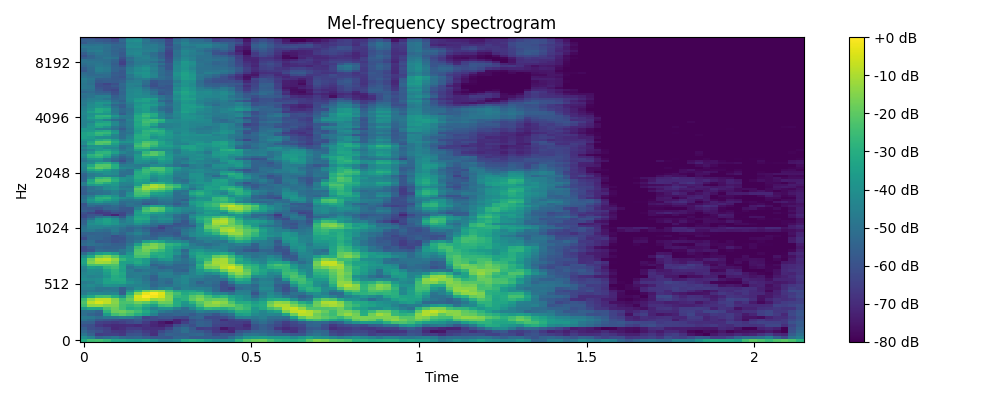 Mel-frequency spectrogram
+0 dB
8192
-10 dB
4096
-20 dB
-30 dB
2048
Hz
-40 dB
1024
-50 dB
512
-60 dB
-70 dB
0
-80 dB
0
0.5
1
1.5
2
Time